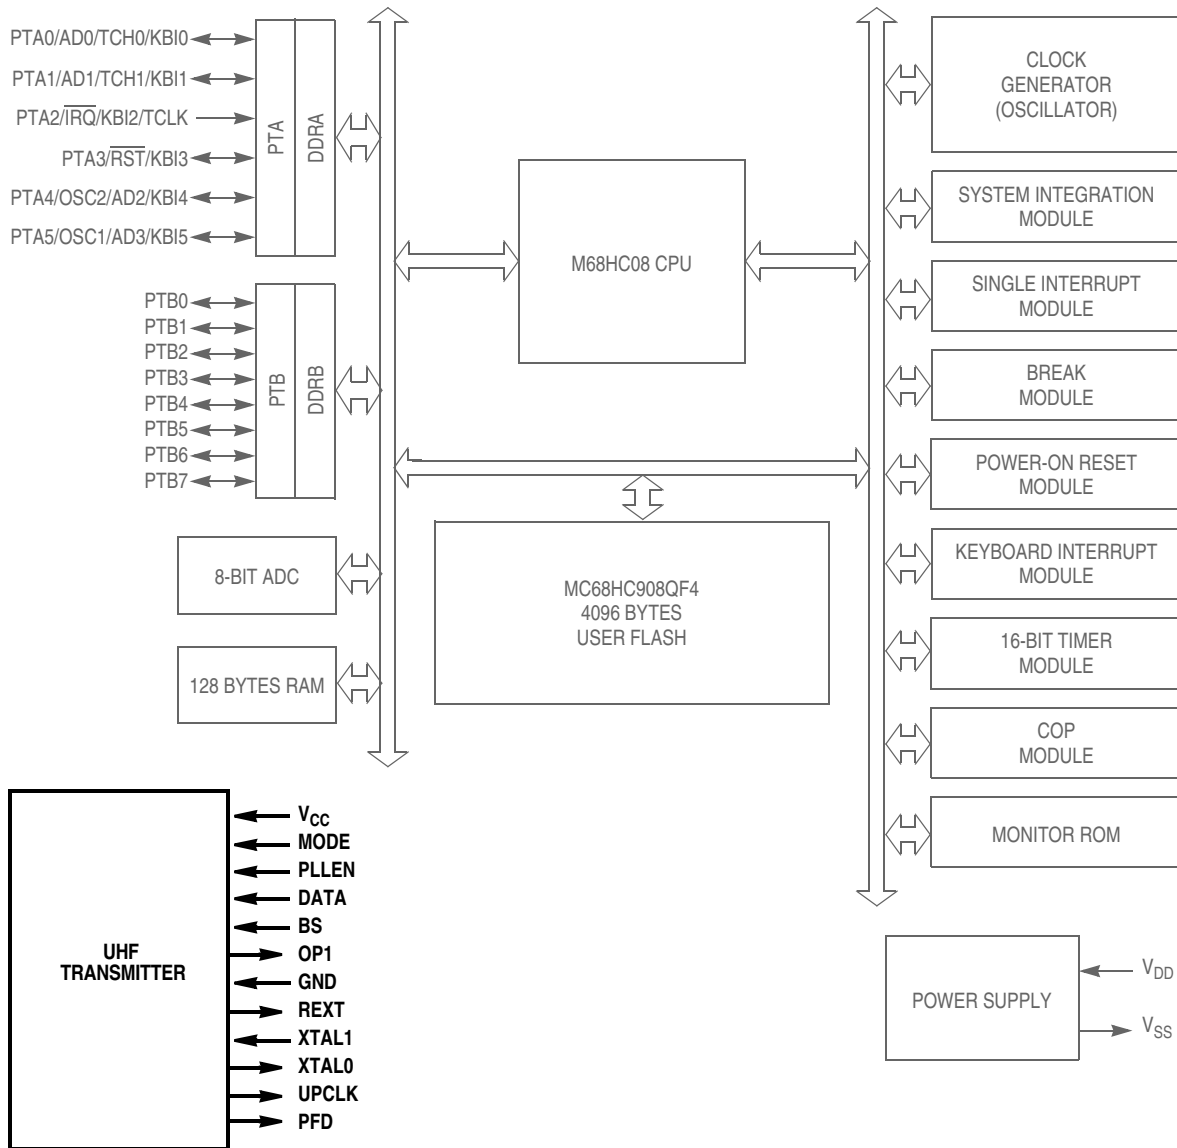 PTA0/AD0/TCH0/KBI0
PTA1/AD1/TCH1/KBI1
PTA2/I̅R̅Q̅/KBI2/TCLK
PTA3/R̅S̅T̅/KBI3
PTA4/OSC2/AD2/KBI4
PTA5/OSC1/AD3/KBI5
PTA
DDRA
PTB0
PTB1
PTB2
PTB3
PTB4
PTB5
PTB6
PTB7
PTB
DDRB
8-BIT ADC
128 BYTES RAM
M68HC08 CPU
MC68HC908QF4
4096 BYTES
USER FLASH
CLOCK
GENERATOR
(OSCILLATOR)
SYSTEM INTEGRATION
MODULE
SINGLE INTERRUPT
MODULE
BREAK
MODULE
POWER-ON RESET
MODULE
KEYBOARD INTERRUPT
MODULE
16-BIT TIMER
MODULE
COP
MODULE
MONITOR ROM
POWER SUPPLY
VDD
VSS
UHF
TRANSMITTER
VCC
MODE
PLLEN
DATA
BS
OP1
GND
REXT
XTAL1
XTAL0
UPCLK
PFD